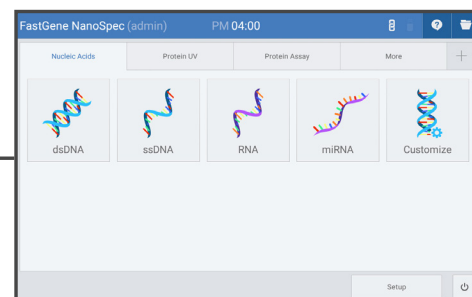 FastGene NanoSpec (admin) PM 04:00
Nucleic Acids Protein UV Protein Assay More
dsDNA ssDNA RNA miRNA Customize
Setup